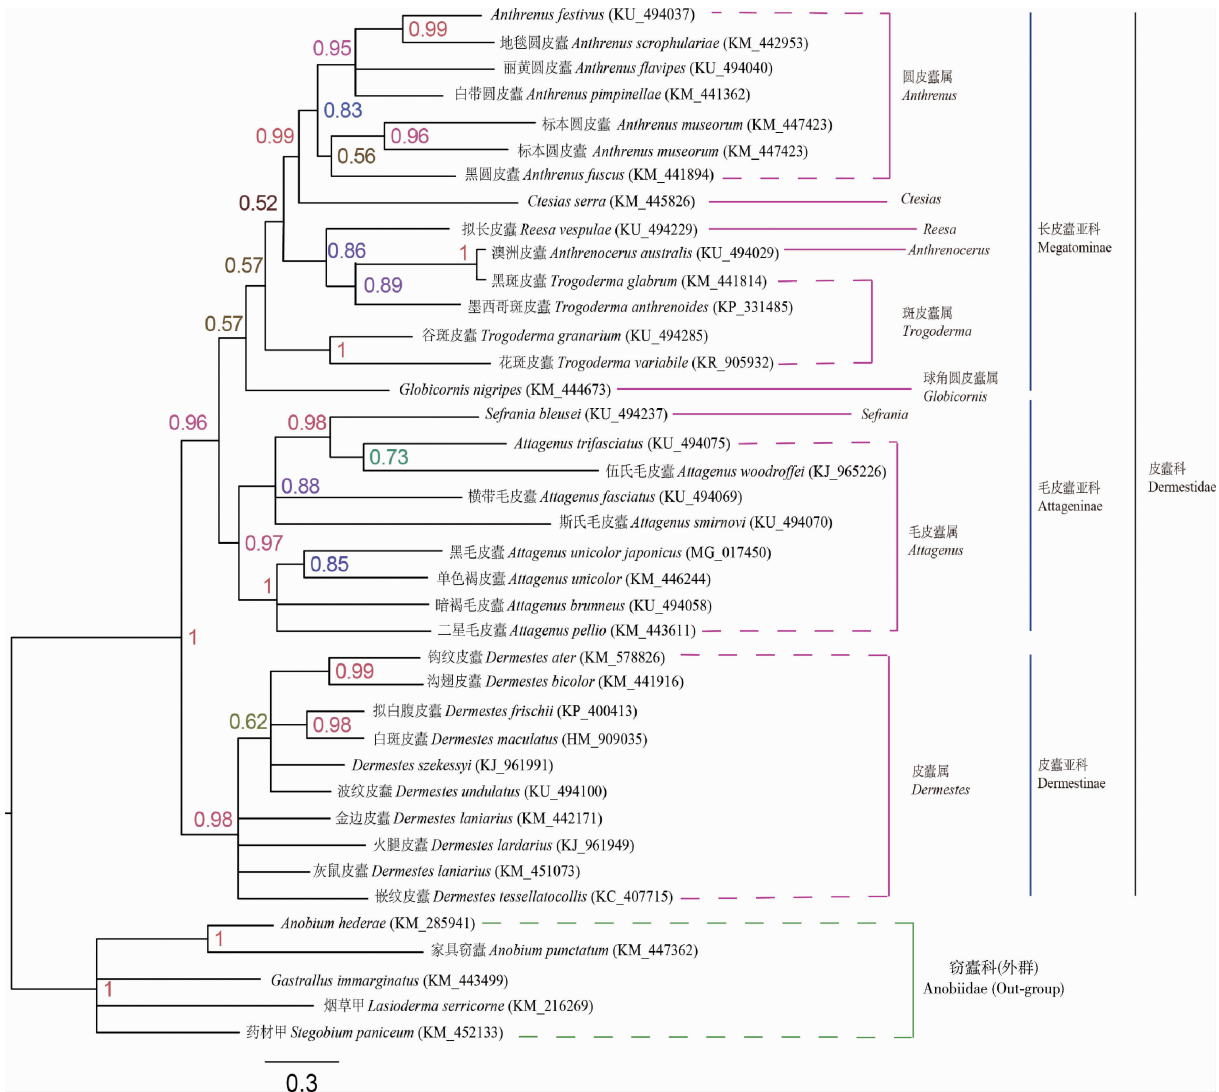 Anthrenus festivus (KU_494037)
0.99
地毯圆皮蠹 Anthrenus scrophulariae (KM_442953)
0.95
丽黄圆皮蠹 Anthrenus flavipes (KU_494040)
圆皮蠹属
Anthrenus
白带圆皮蠹 Anthrenus pimpinellae (KM_441362)
0.83
标本圆皮蠹 Anthrenus museorum (KM_447423)
0.99
0.96
标本圆皮蠹 Anthrenus museorum (KM_447423)
0.56
黑圆皮蠹 Anthrenus fuscus (KM_441894)
Ctesias serra (KM_445826)
Ctesias
0.52
拟长皮蠹 Reesa vespulae (KU_494229)
Reesa
长皮蠹亚科
Megatominae
0.86
1
澳洲皮蠹 Anthrenocerus australis (KU_494029)
Anthrenocerus
0.57
0.89
黑斑皮蠹 Trogoderma glabrum (KM_441814)
墨西哥斑皮蠹 Trogoderma anthrenoides (KP_331485)
斑皮蠹属
Trogoderma
0.57
谷斑皮蠹 Trogoderma granarium (KU_494285)
1
花斑皮蠹 Trogoderma variabile (KR_905932)
Globicornis nigripes (KM_444673)
球角圆皮蠹属
Globicornis
0.96
Sefrania bleusei (KU_494237)
Sefrania
0.98
Attagenus trifasciatus (KU_494075)
0.73
伍氏毛皮蠹 Attagenus woodroffei (KJ_965226)
皮蠹科
Dermestidae
0.88
横带毛皮蠹 Attagenus fasciatus (KU_494069)
毛皮蠹亚科
Attageninae
斯氏毛皮蠹 Attagenus smirnovi (KU_494070)
毛皮蠹属
Attagenus
0.97
黑毛皮蠹 Attagenus unicolor japonicus (MG_017450)
0.85
单色褐皮蠹 Attagenus unicolor (KM_446244)
1
暗褐毛皮蠹 Attagenus brunneus (KU_494058)
二星毛皮蠹 Attagenus pellio (KM_443611)
1
钩纹皮蠹 Dermestes ater (KM_578826)
0.99
沟翅皮蠹 Dermestes bicolor (KM_441916)
拟白腹皮蠹 Dermestes frischii (KP_400413)
0.62
0.98
白斑皮蠹 Dermestes maculatus (HM_909035)
Dermestes szekessyi (KJ_961991)
皮蠹属
Dermestes
皮蠹亚科
Dermestinae
波纹皮蠹 Dermestes undulatus (KU_494100)
0.98
金边皮蠹 Dermestes laniarius (KM_442171)
火腿皮蠹 Dermestes lardarius (KJ_961949)
灰鼠皮蠹 Dermestes laniarius (KM_451073)
嵌纹皮蠹 Dermestes tessellatocollis (KC_407715)
Anobium hederae (KM_285941)
1
家具窃蠹 Anobium punctatum (KM_447362)
窃蠹科(外群)
Anobiidae (Out-group)
Gastrallus immarginatus (KM_443499)
1
烟草甲 Lasioderma serricorne (KM_216269)
药材甲 Stegobium paniceum (KM_452133)
0.3